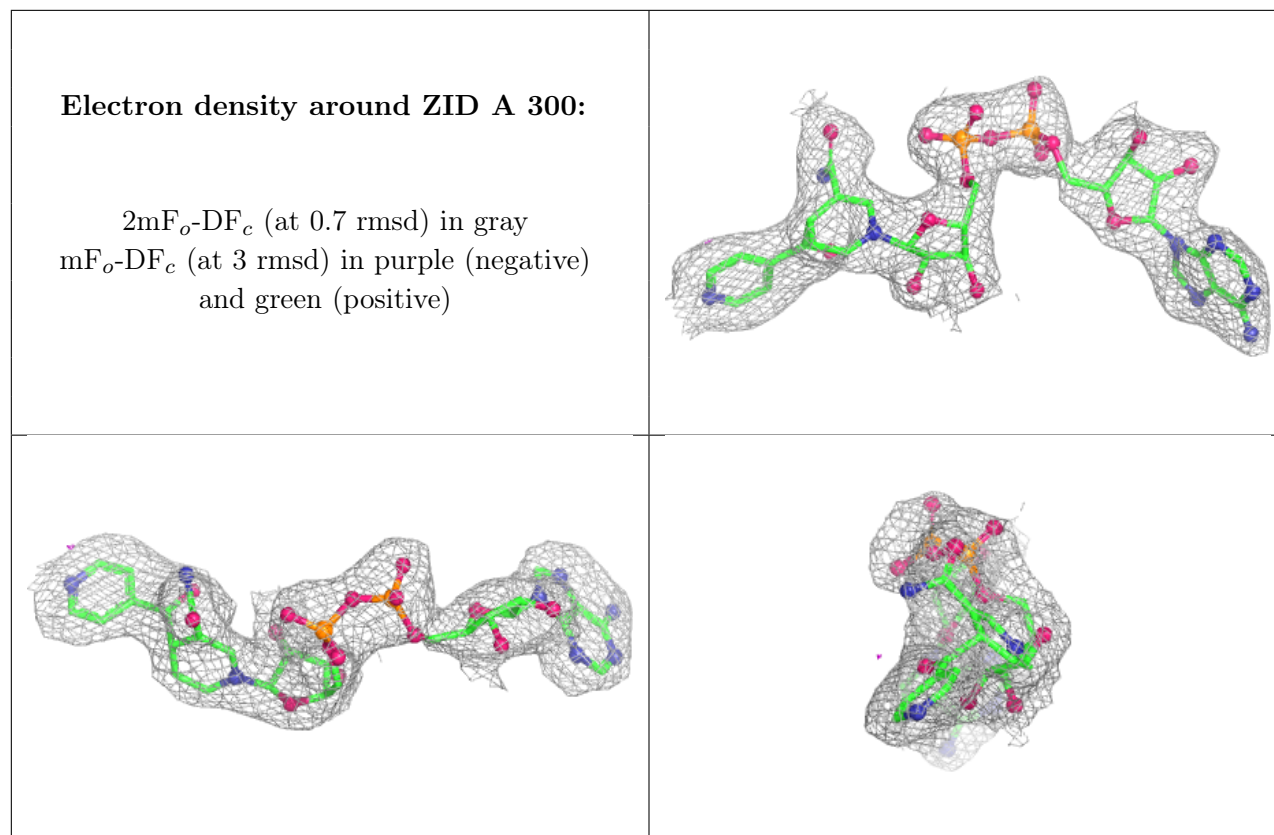 Electron density around ZID A 300:
2mFo-DFc (at 0.7 rmsd) in gray
mFo-DFc (at 3 rmsd) in purple (negative)
and green (positive)